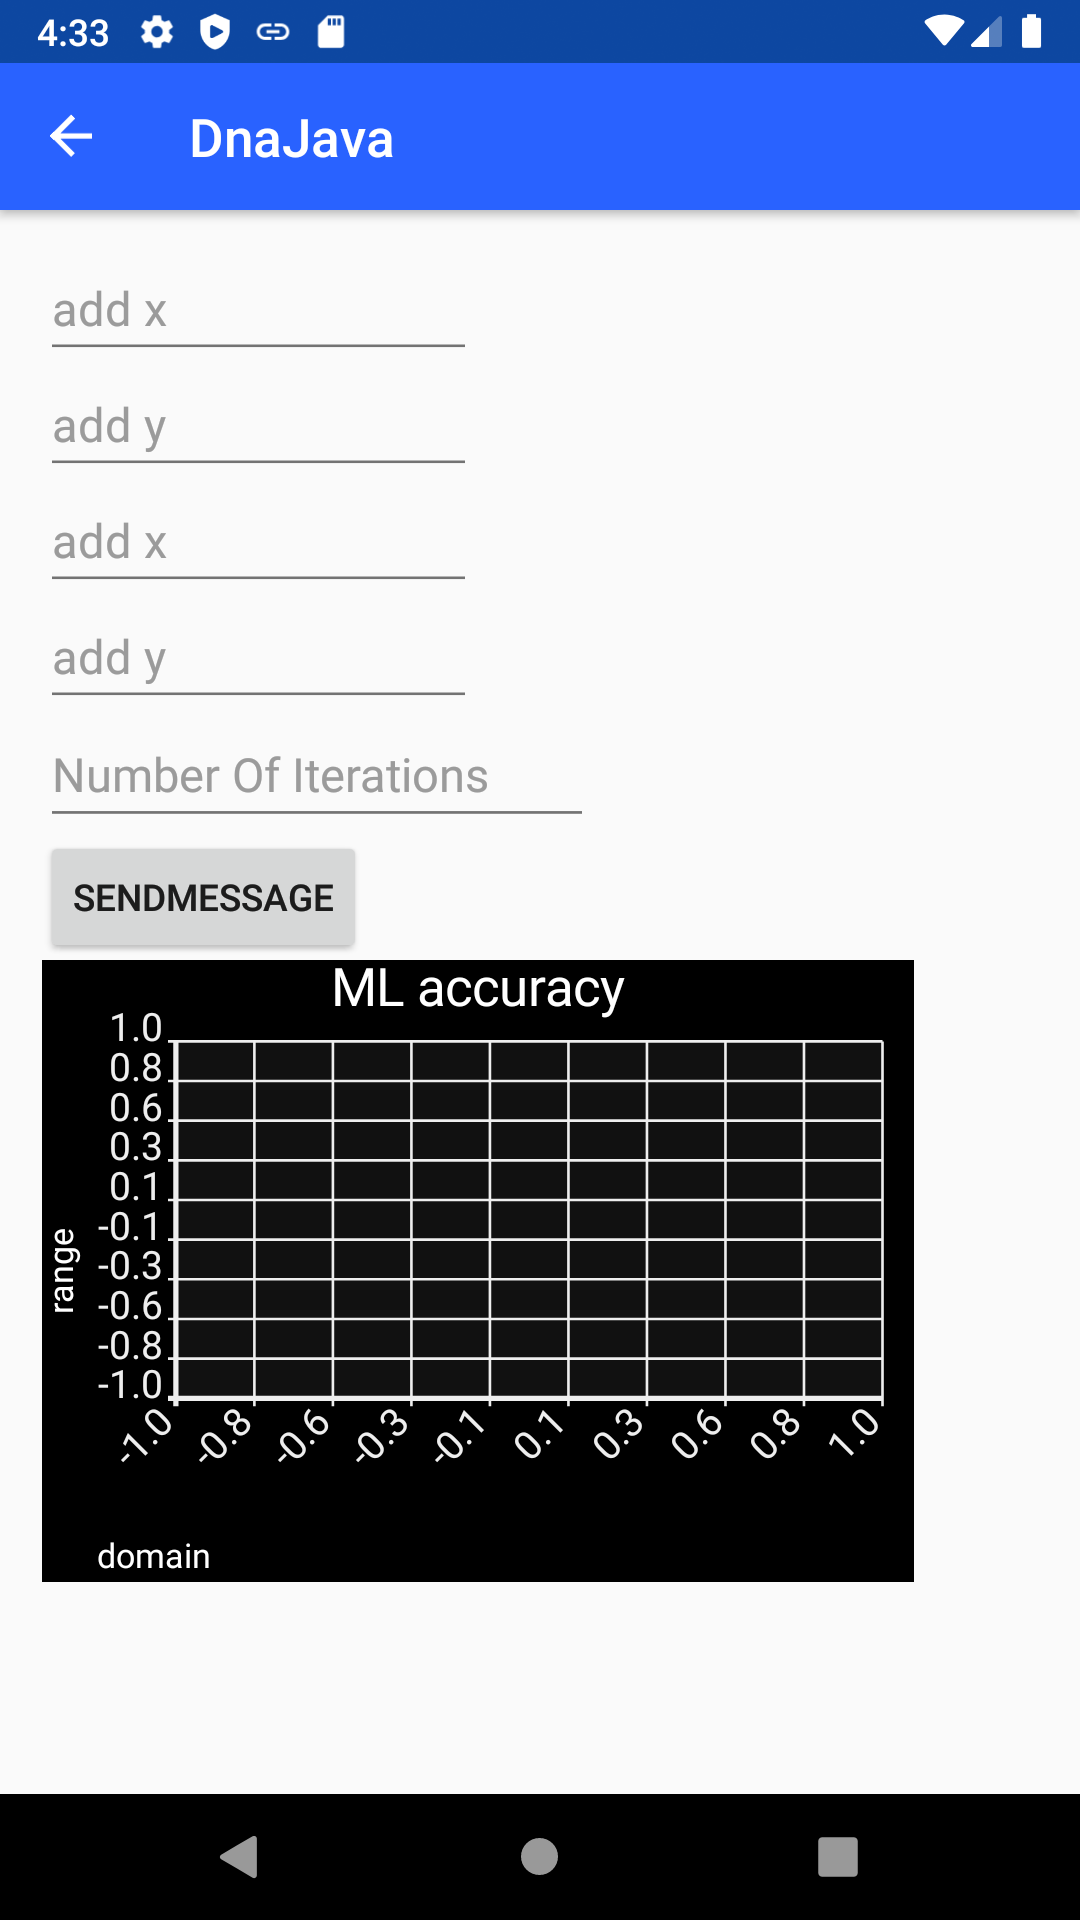 4:33
DnaJava
add x
add y
add x
add y
Number Of Iterations
SENDMESSAGE
ML accuracy
1.0
0.8
0.6
0.3
0.1
-0.1
-0.3
-0.6
-0.8
-1.0
range
-1.0 -0.8 -0.6 -0.3 -0.1 0.1 0.3 0.6 0.8 1.0
domain